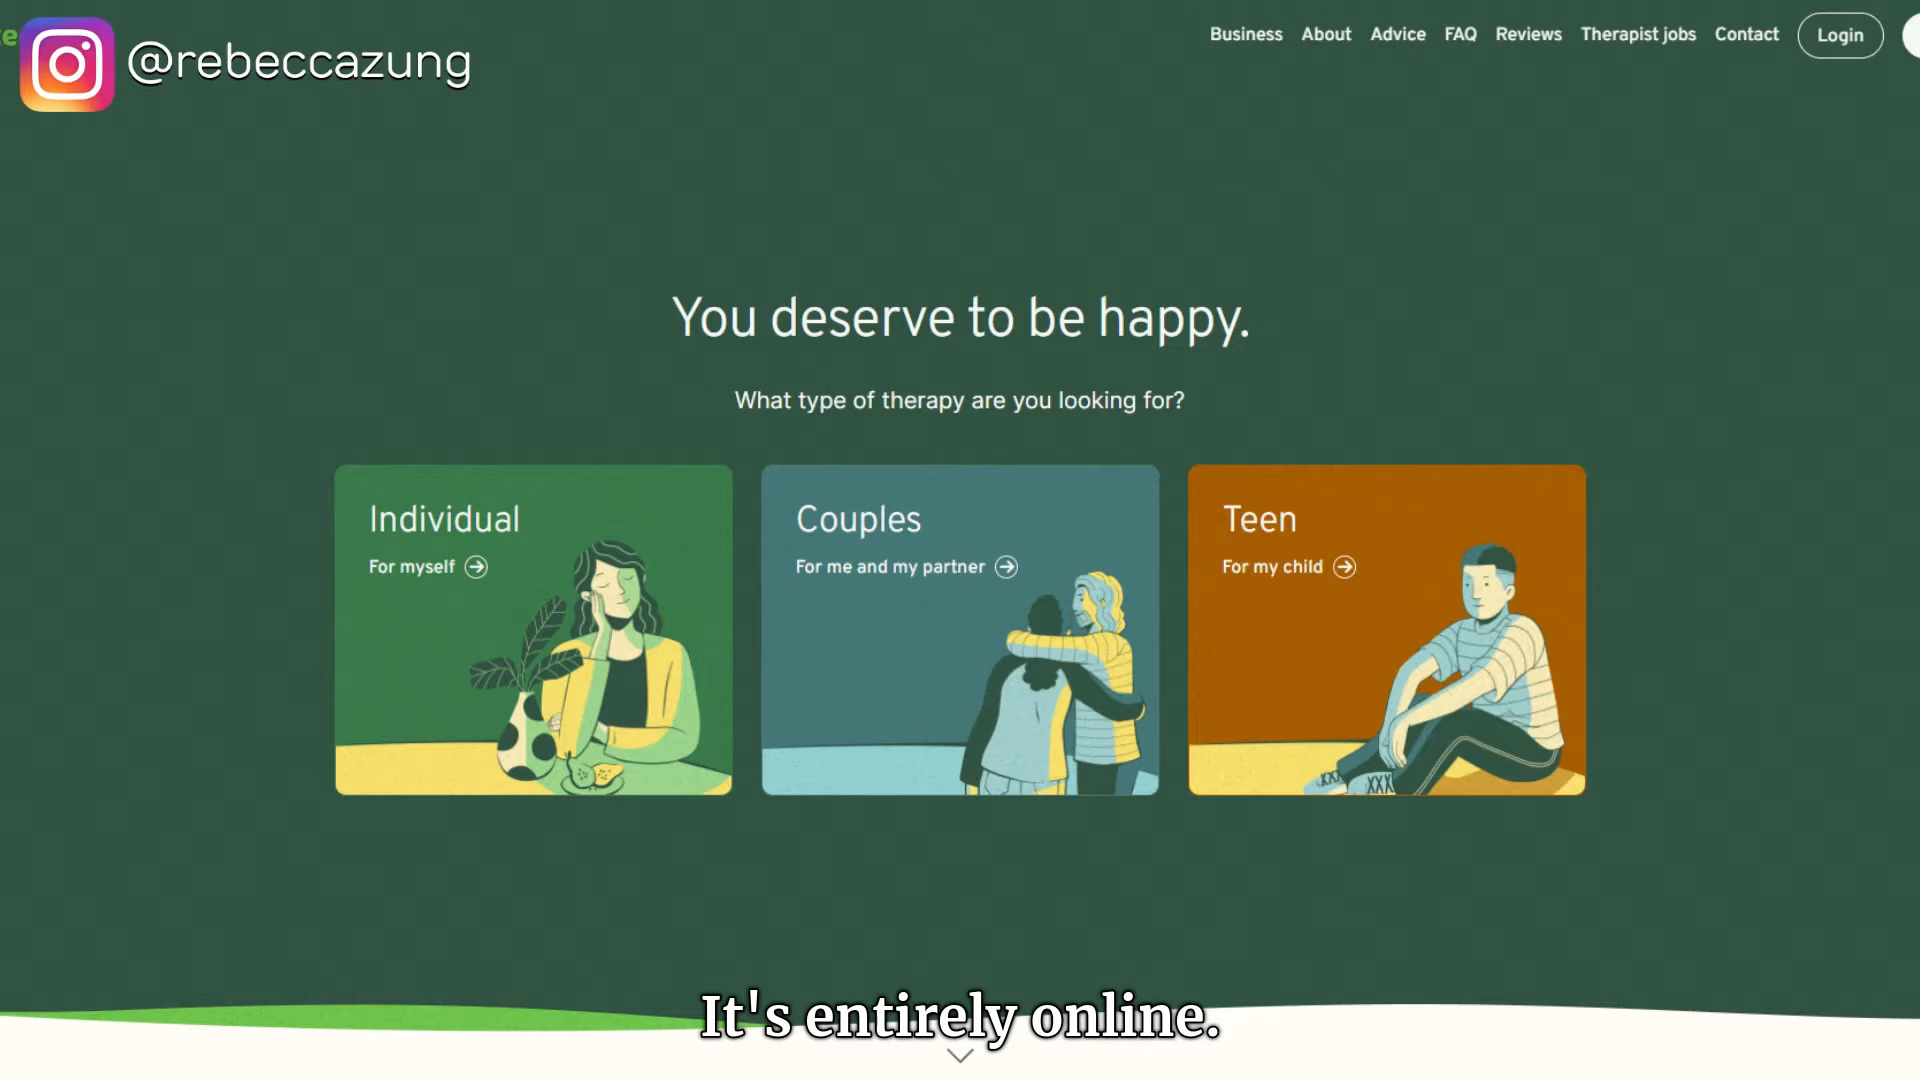 @rebeccazung
Business About Advice FAQ Reviews Therapist jobs Contact Login
You deserve to be happy.
What type of therapy are you looking for?
Individual
For myself
Couples
For me and my partner
Teen
For my child
It's entirely online.